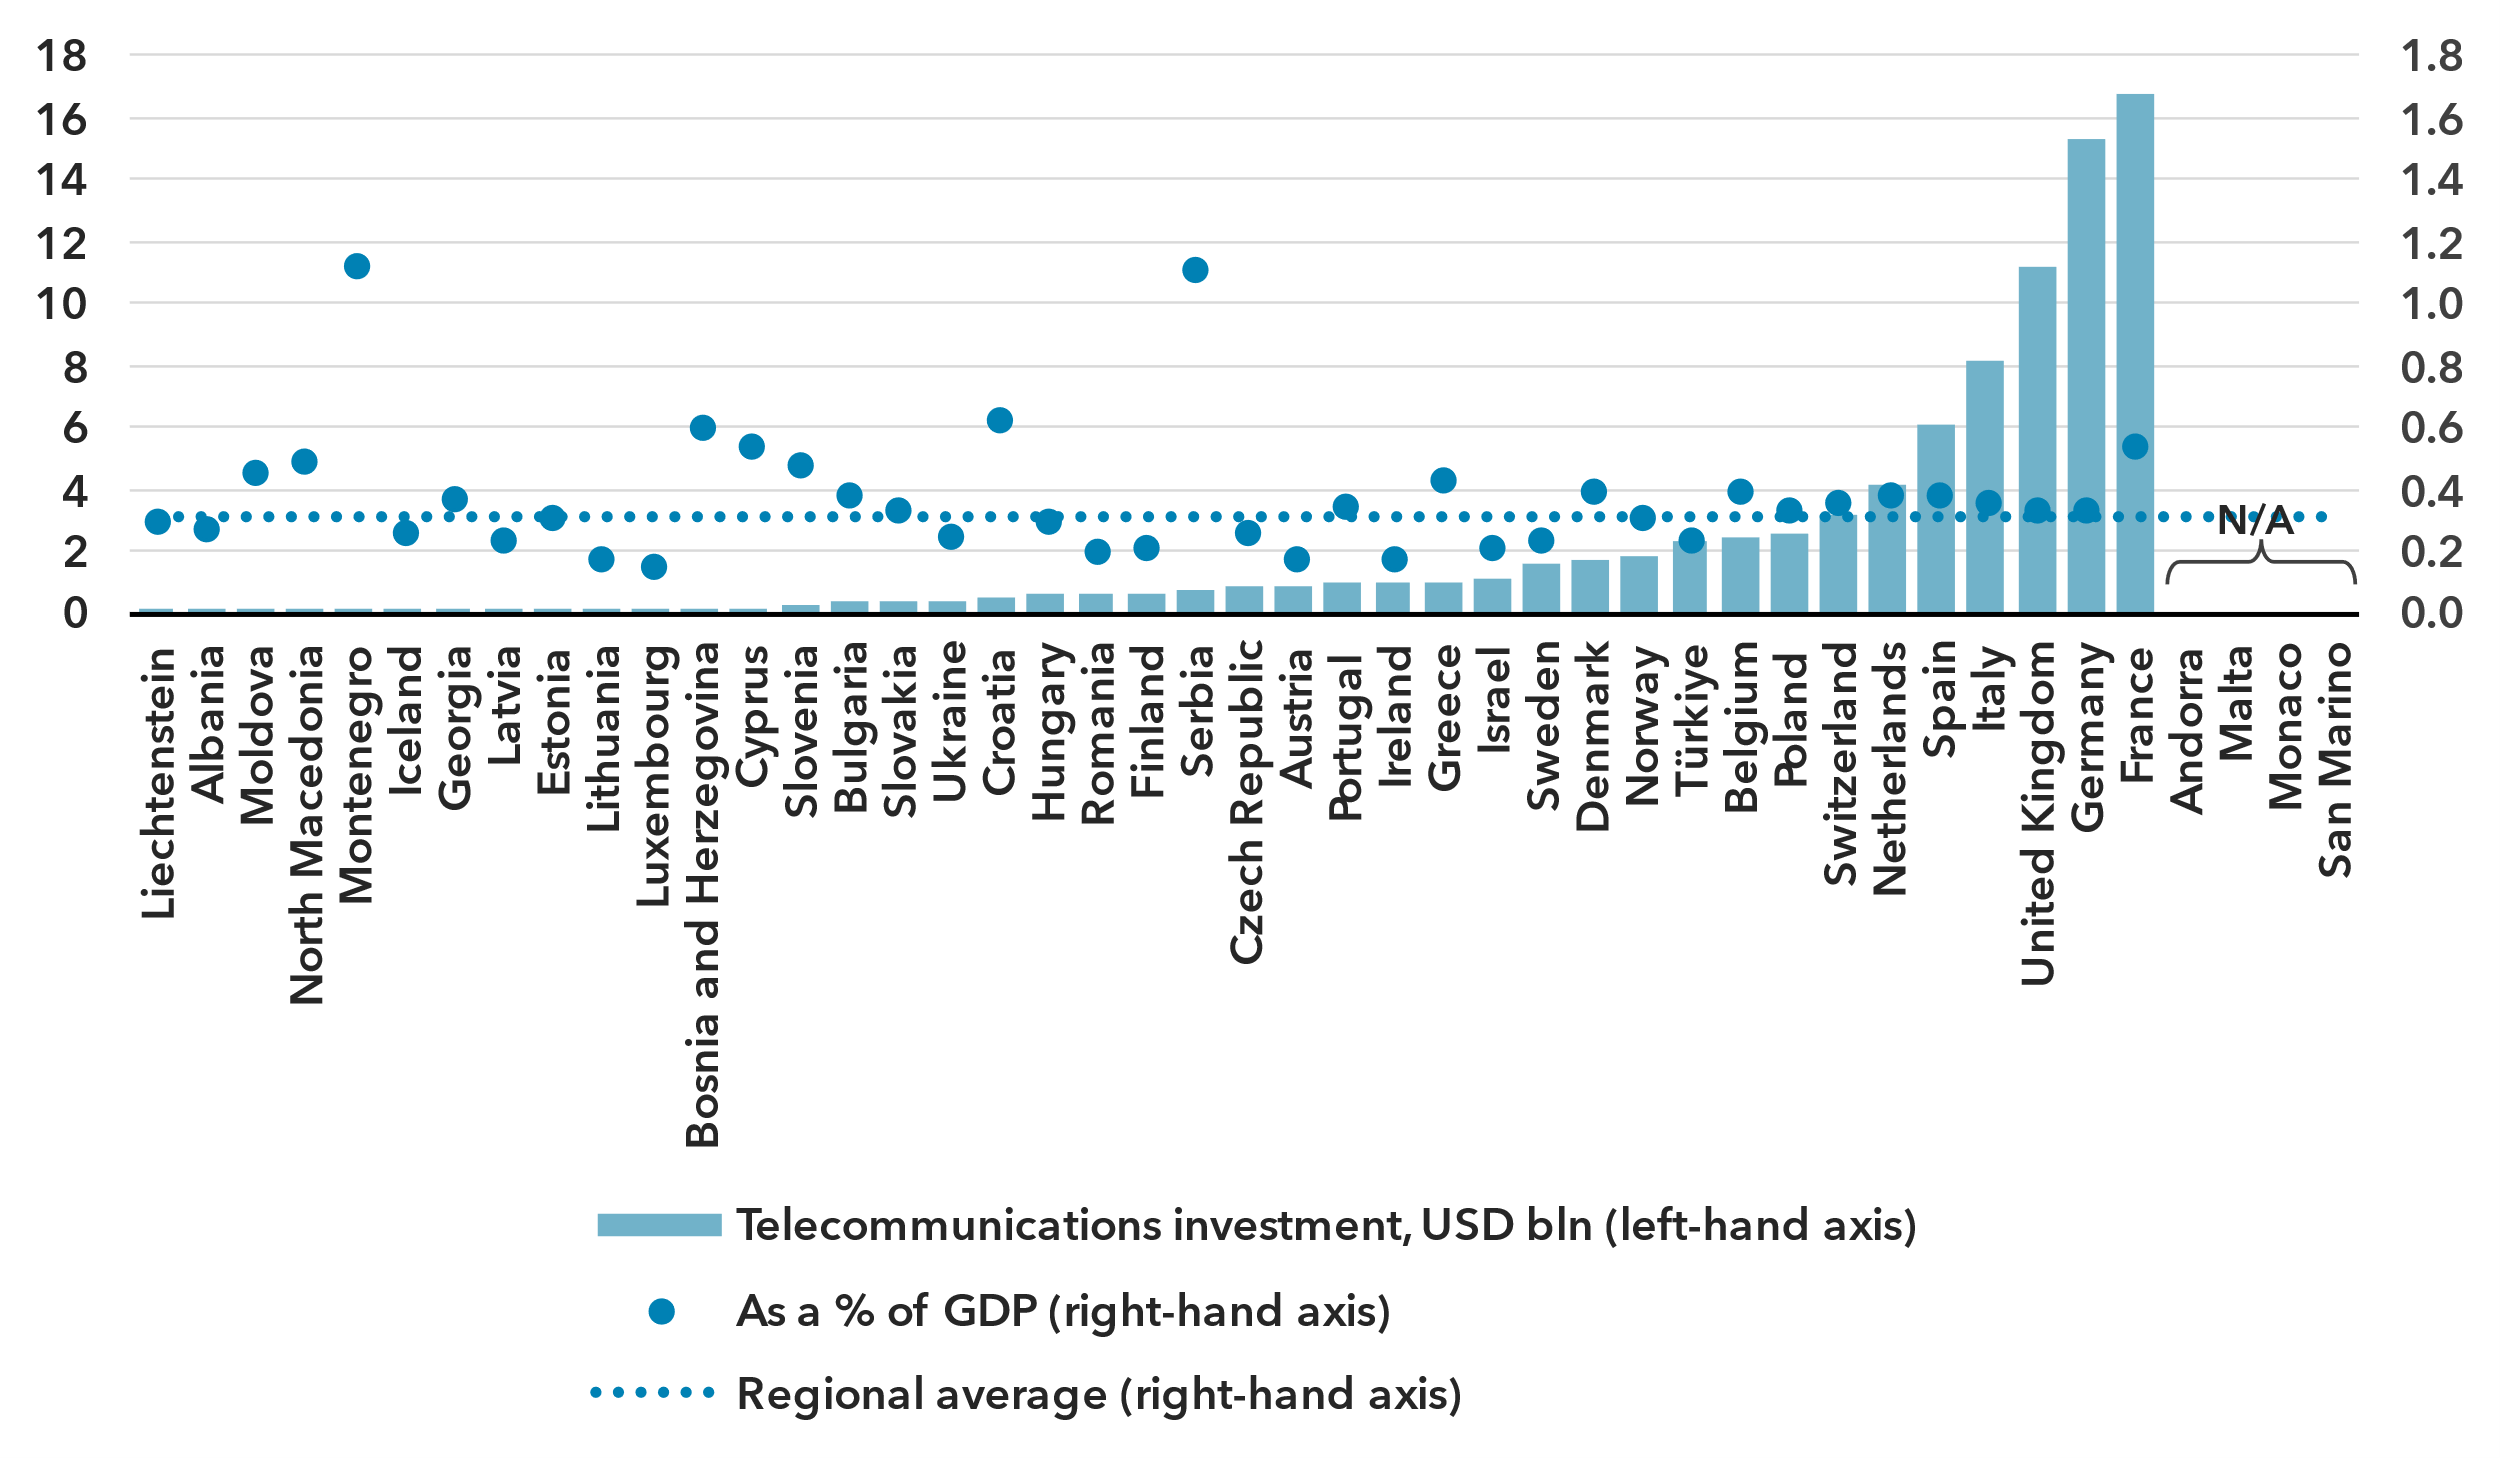 18 1.8
16 1.6
14 1.4
12 1.2
10 1.0
8 0.8
6 0.6
4 0.4
N/A
2 0.2
0 0.0
Liechtenstein
Albania
Moldova
North Macedonia
Montenegro
Iceland
Georgia
Latvia
Estonia
Lithuania
Luxembourg
Bosnia and Herzegovina
Cyprus
Slovenia
Bulgaria
Slovakia
Ukraine
Croatia
Hungary
Romania
Finland
Serbia
Czech Republic
Austria
Portugal
Ireland
Greece
Israel
Sweden
Denmark
Norway
Türkiye
Belgium
Poland
Switzerland
Netherlands
Spain
Italy
United Kingdom
Germany
France
Andorra
Malta
Monaco
San Marino
Telecommunications investment, USD bln (left-hand axis)
As a % of GDP (right-hand axis)
Regional average (right-hand axis)